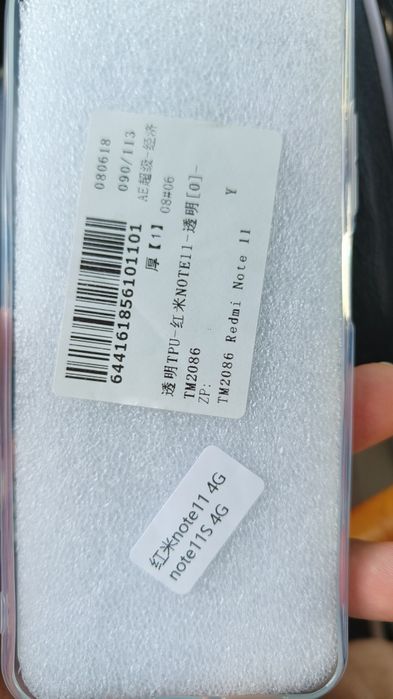 080618
090/113
AE超级-经济
644161856101101
厚【1】 08#06
透明TPU-红米NOTE11-透明[0]-
TM2086
ZP:
TM2086 Redmi Note 11 Y
红米note11 4G
note11S 4G